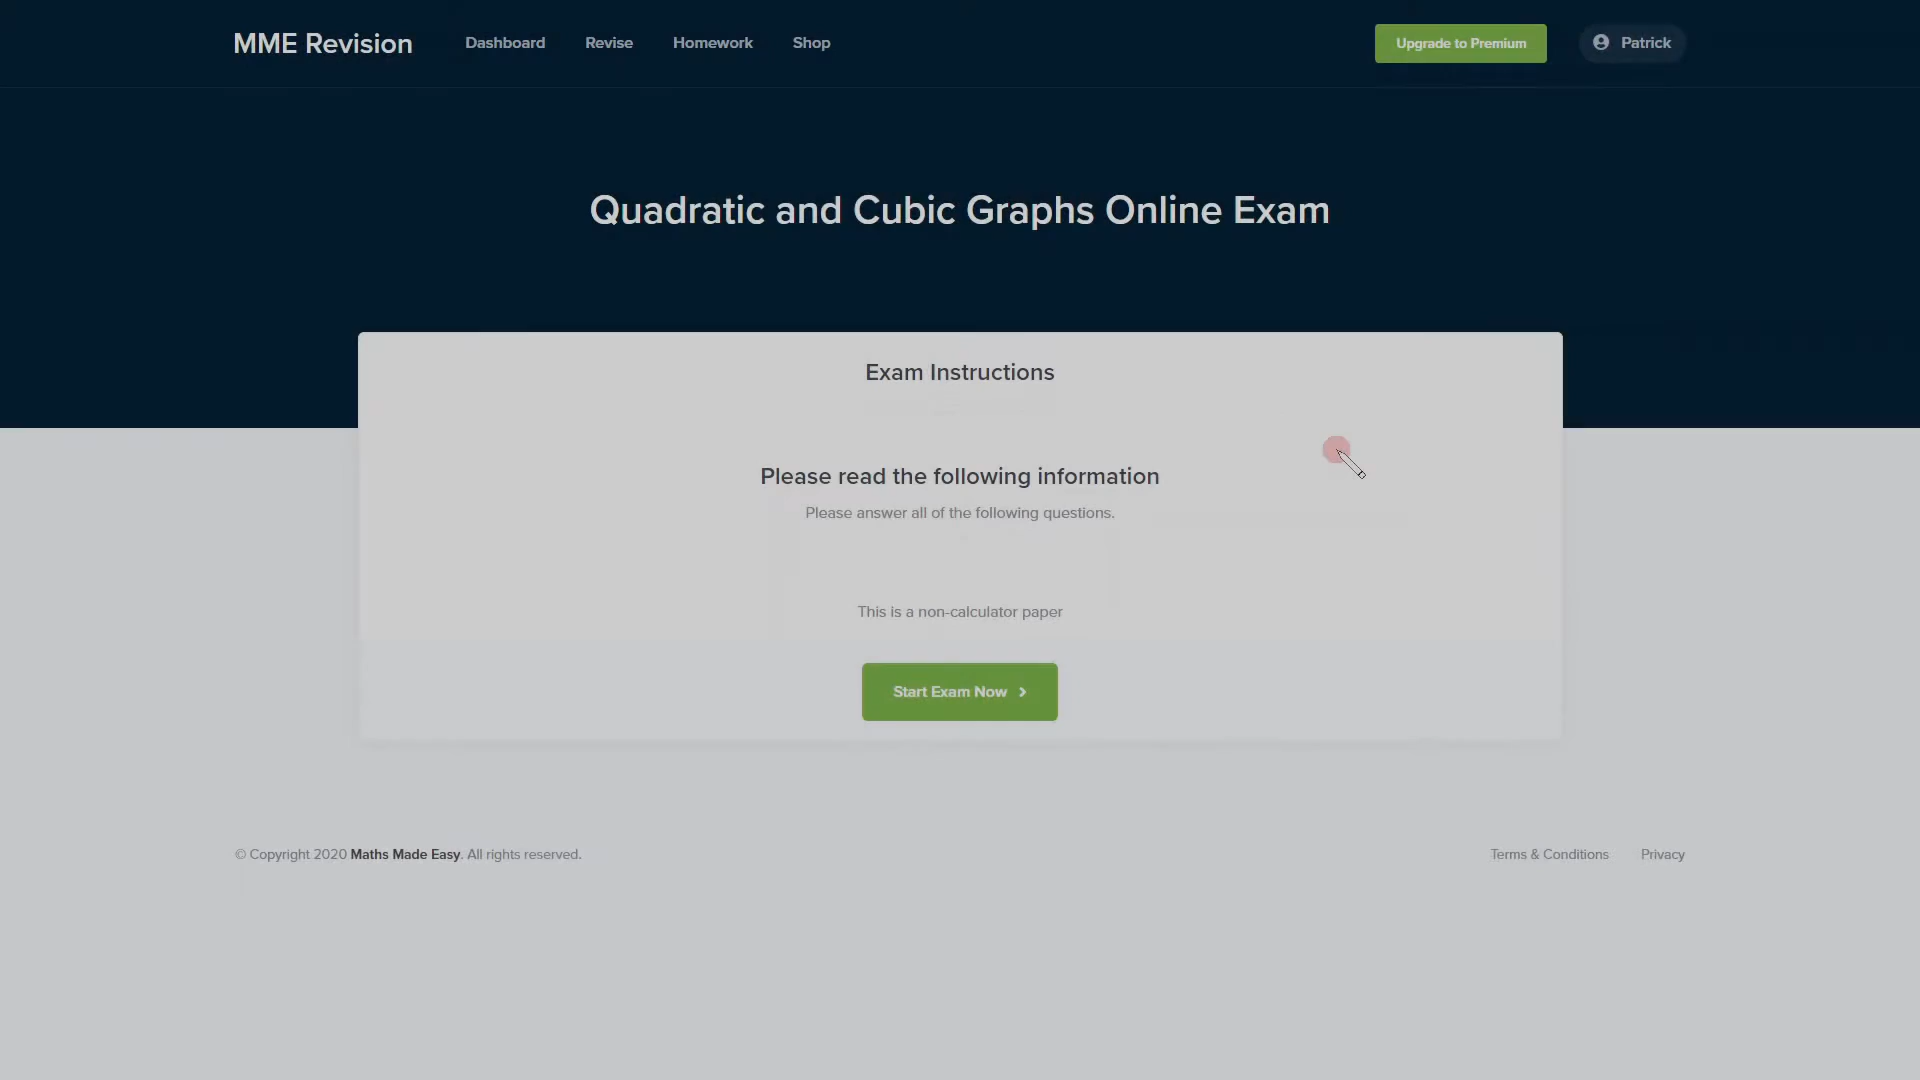 MME Revision
Dashboard
Revise
Homework
Shop
Upgrade to Premium
Patrick
Quadratic and Cubic Graphs Online Exam
Exam Instructions
Please read the following information
Please answer all of the following questions.
This is a non-calculator paper
Start Exam Now
© Copyright 2020 Maths Made Easy. All rights reserved.
Terms & Conditions
Privacy